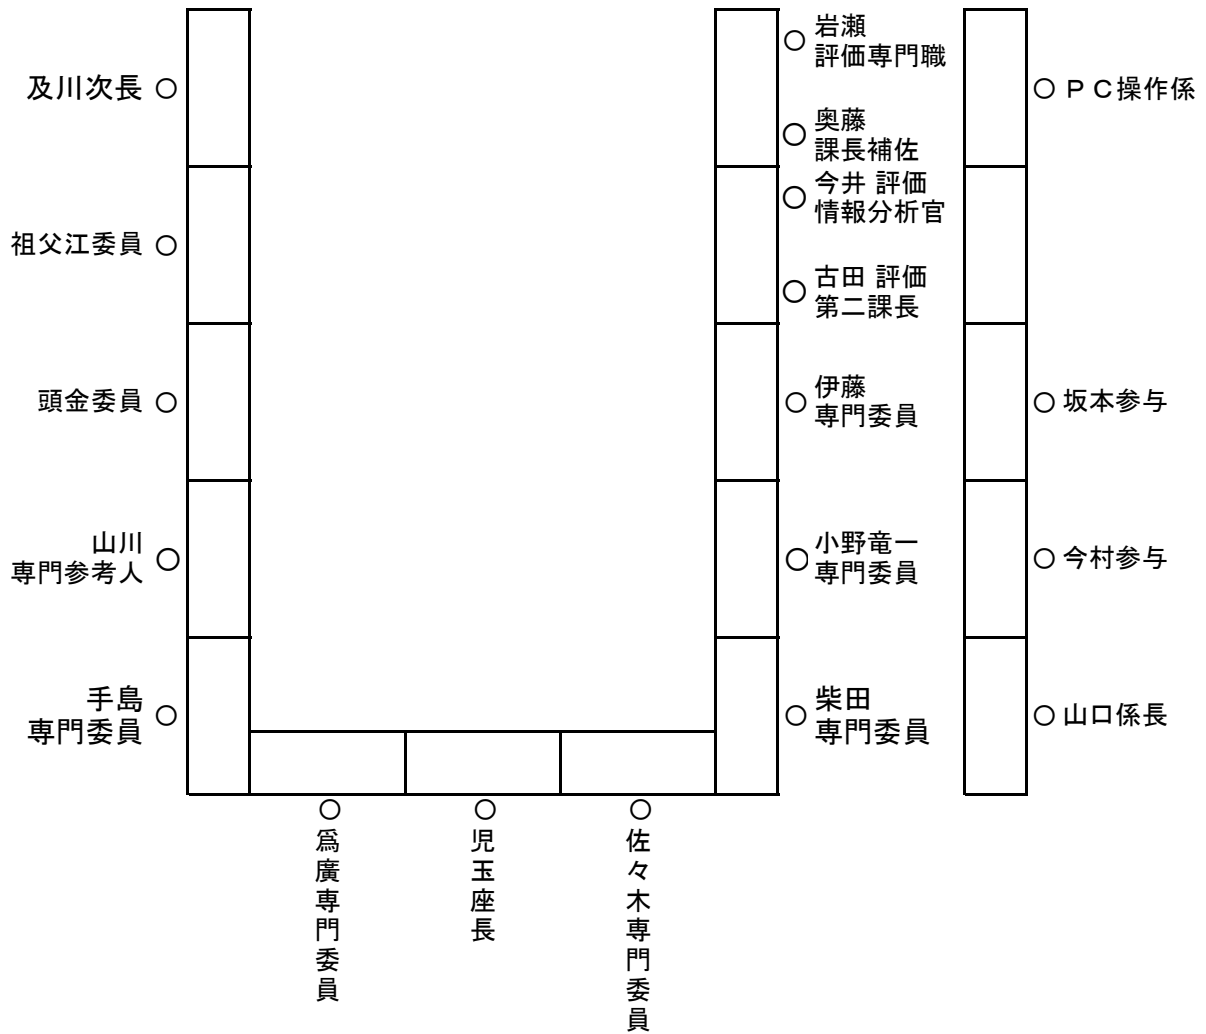 及川次長 ○
祖父江委員 ○
頭金委員 ○
山川
専門参考人 ○
手島
専門委員 ○
○ 爲廣専門委員
○ 児玉座長
○ 佐々木専門委員
○ 岩瀬
評価専門職
○ 奥藤
課長補佐
○ 今井 評価
情報分析官
○ 古田 評価
第二課長
○ 伊藤
専門委員
○ 小野竜一
専門委員
○ 柴田
専門委員
○ ＰＣ操作係
○ 坂本参与
○ 今村参与
○ 山口係長